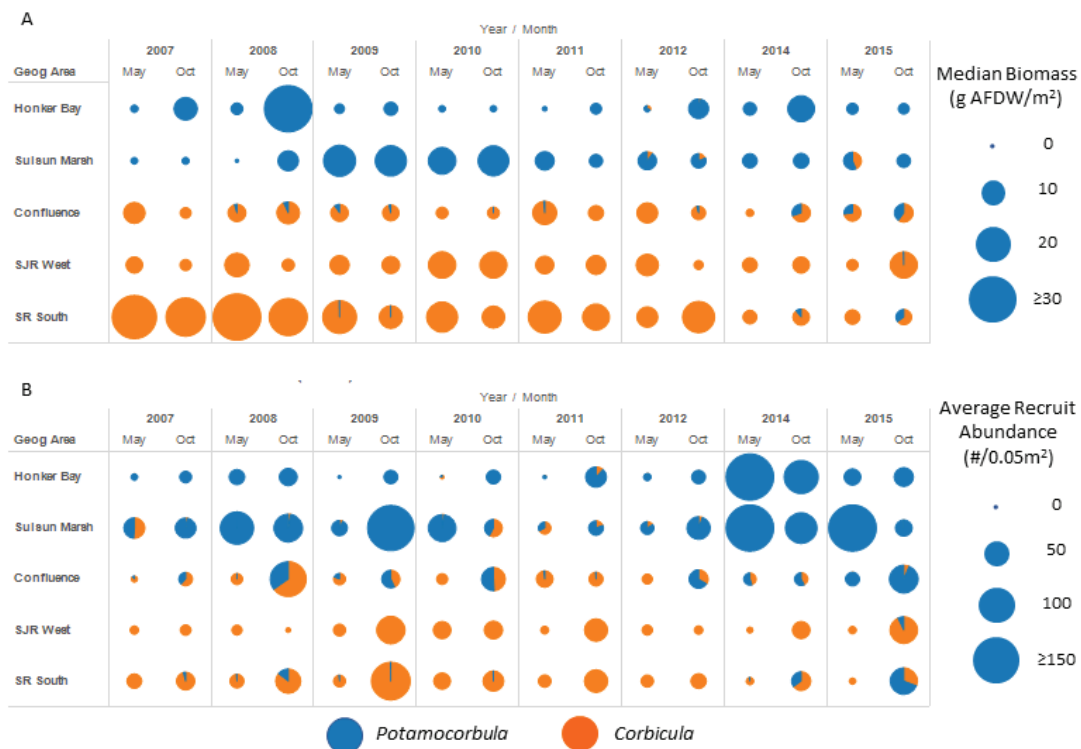 A
Year / Month
2007 2008 2009 2010 2011 2012 2014 2015
Geog Area May Oct May Oct May Oct May Oct May Oct May Oct May Oct May Oct
Honker Bay
Suisun Marsh
Confluence
SJR West
SR South
Median Biomass
(g AFDW/m²)
0
10
20
≥30
B
Year / Month
2007 2008 2009 2010 2011 2012 2014 2015
Geog Area May Oct May Oct May Oct May Oct May Oct May Oct May Oct May Oct
Honker Bay
Suisun Marsh
Confluence
SJR West
SR South
Average Recruit
Abundance
(#/0.05m²)
0
50
100
≥150
Potamocorbula Corbicula